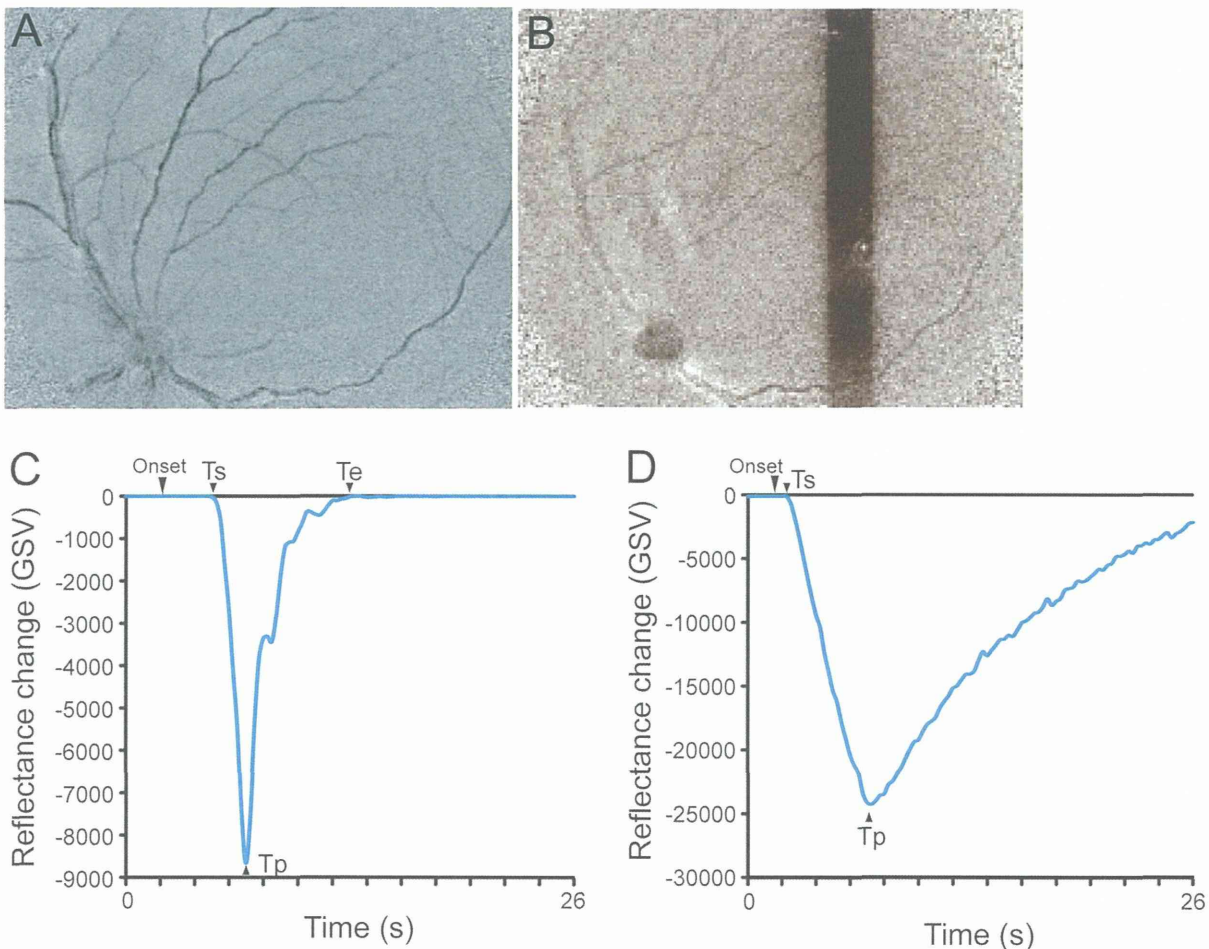 A
B
C
Onset Ts Te
0
-1000
-2000
-3000
-4000
-5000
-6000
-7000
-8000
-9000
Reflectance change (GSV)
Tp
0 26
Time (s)
D
Onset Ts
0
-5000
-10000
-15000
-20000
-25000
-30000
Reflectance change (GSV)
Tp
0 26
Time (s)